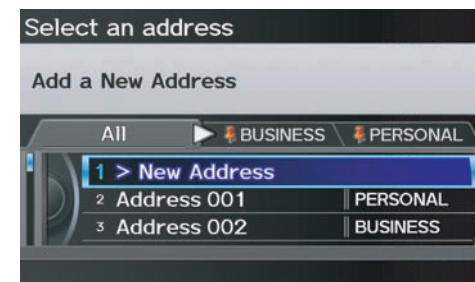 Select an address
Add a New Address
All BUSINESS PERSONAL
1 > New Address
2 Address 001 PERSONAL
3 Address 002 BUSINESS